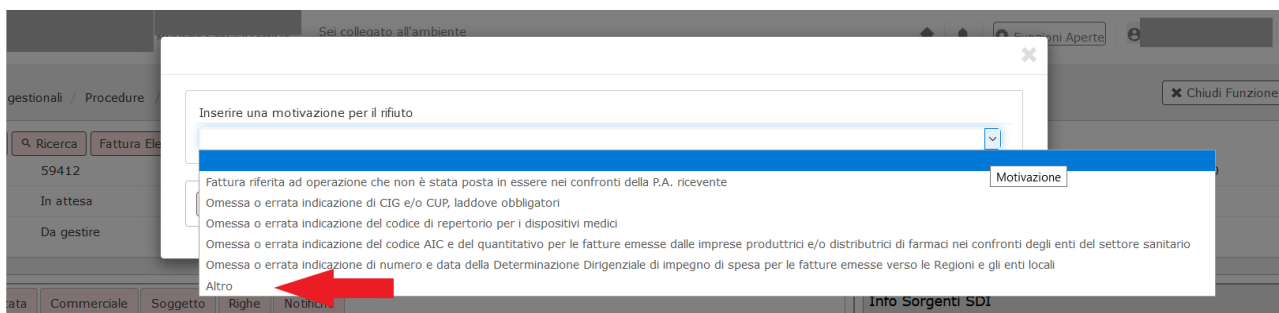 Sei collegato all'ambiente
Funzioni Aperte
gestionali / Procedure /
Chiudi Funzione
Inserire una motivazione per il rifiuto
Ricerca
Fattura Ele
59412
Motivazione
Fattura riferita ad operazione che non è stata posta in essere nei confronti della P.A. ricevente
In attesa
Omessa o errata indicazione di CIG e/o CUP, laddove obbligatori
Omessa o errata indicazione del codice di repertorio per i dispositivi medici
Da gestire
Omessa o errata indicazione del codice AIC e del quantitativo per le fatture emesse dalle imprese produttrici e/o distributrici di farmaci nei confronti degli enti del settore sanitario
Omessa o errata indicazione di numero e data della Determinazione Dirigenziale di impegno di spesa per le fatture emesse verso le Regioni e gli enti locali
Altro
Commerciale
Soggetto
Righe
Notifiche
Info Sorgenti SDI